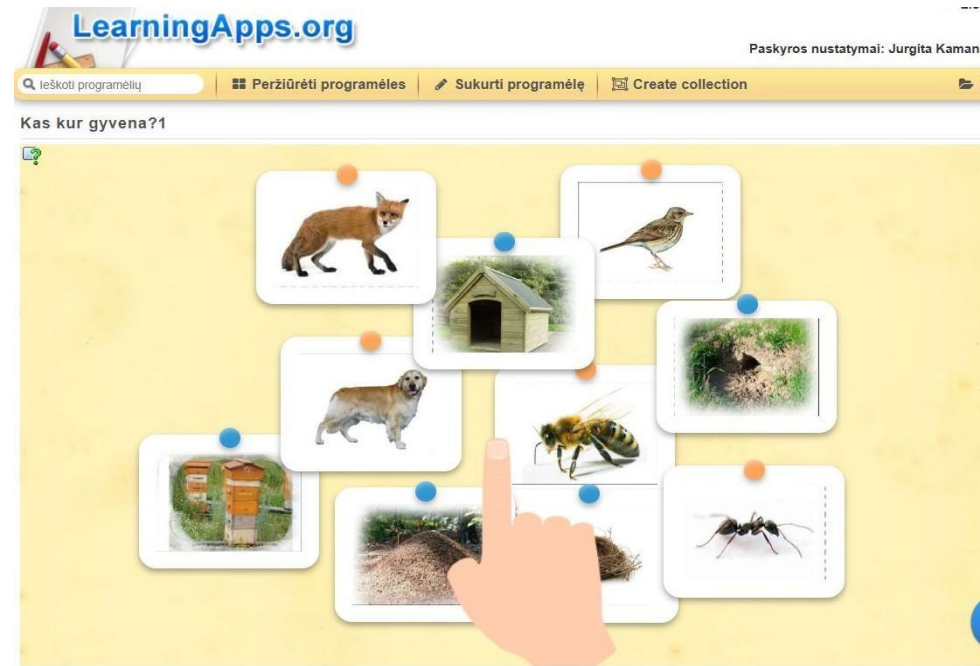 LearningApps.org
Paskyros nustatymai: Jurgita Kaman
Ieškoti programėlių
Peržiūrėti programėles
Sukurti programėlę
Create collection
Kas kur gyvena?1